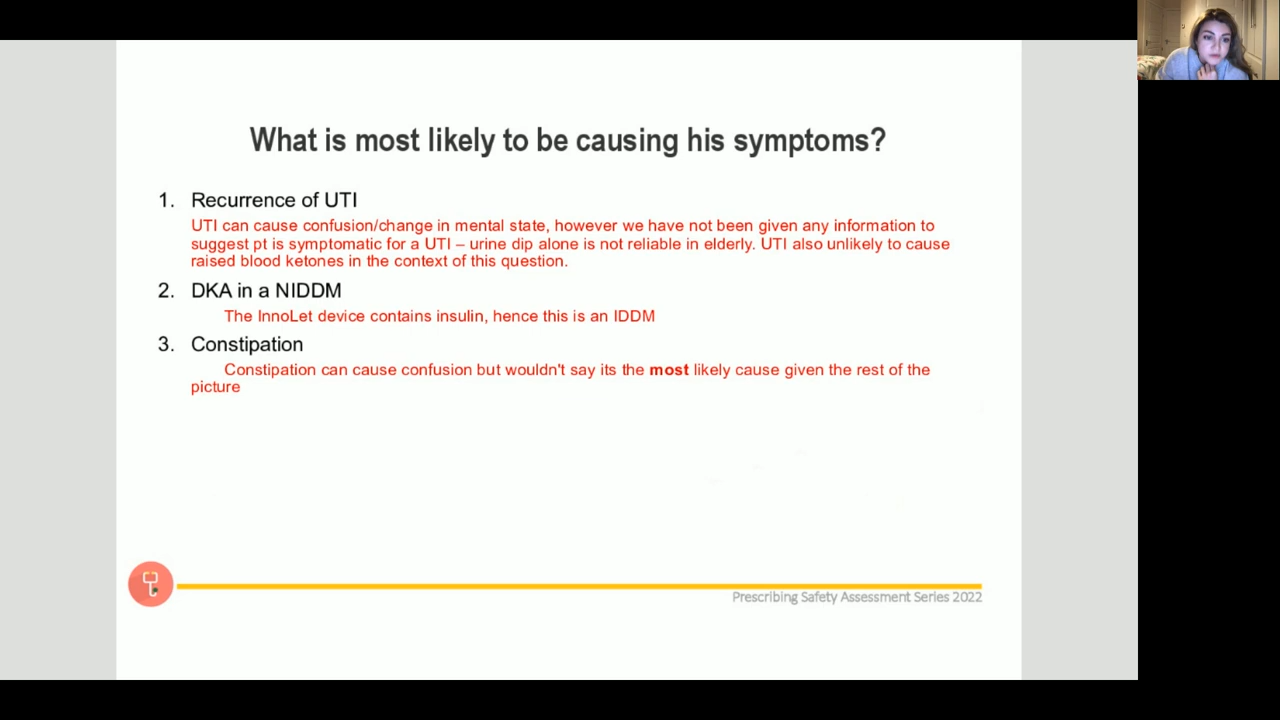 What is most likely to be causing his symptoms?
1. Recurrence of UTI
UTI can cause confusion/change in mental state, however we have not been given any information to
suggest pt is symptomatic for a UTI – urine dip alone is not reliable in elderly. UTI also unlikely to cause
raised blood ketones in the context of this question.
2. DKA in a NIDDM
The InnoLet device contains insulin, hence this is an IDDM
3. Constipation
Constipation can cause confusion but wouldn't say its the most likely cause given the rest of the
picture
Prescribing Safety Assessment Series 2022